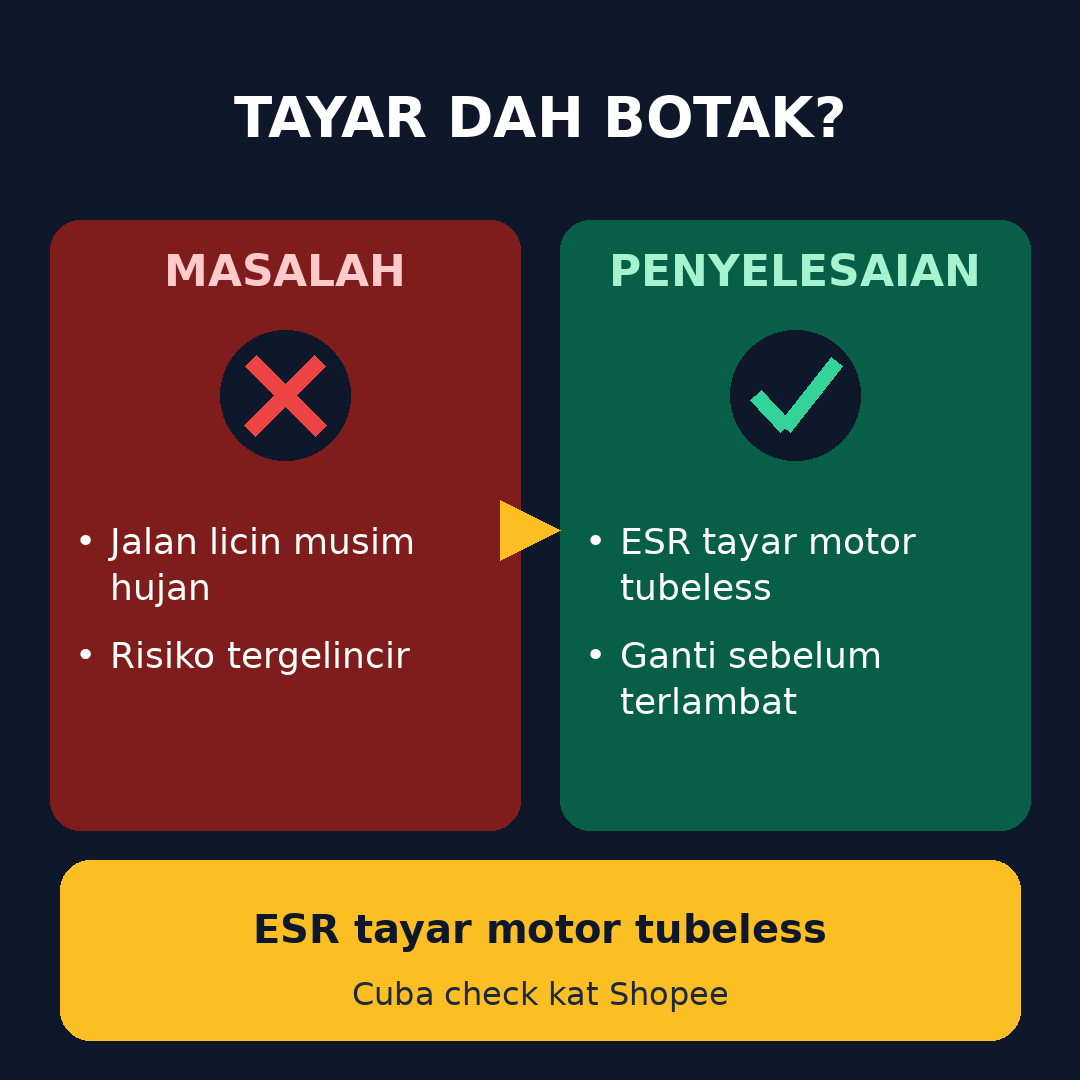 TAYAR DAH BOTAK?
MASALAH
• Jalan licin musim
hujan
• Risiko tergelincir
PENYELESAIAN
• ESR tayar motor
tubeless
• Ganti sebelum
terlambat
ESR tayar motor tubeless
Cuba check kat Shopee